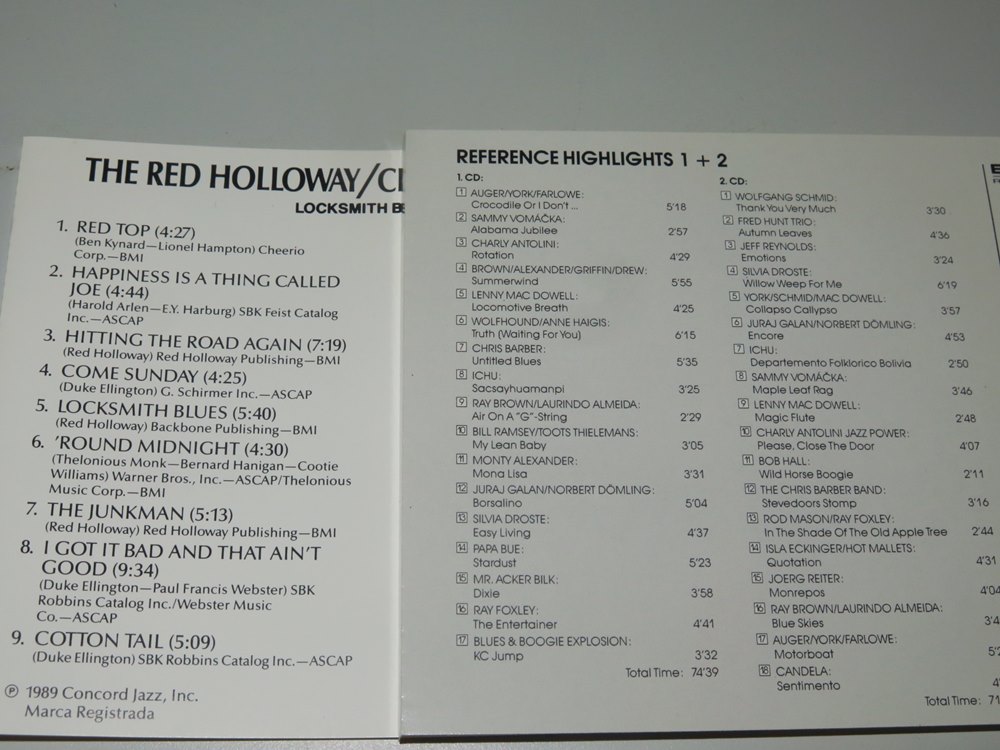 THE RED HOLLOWAY/CL
LOCKSMITH B
1. RED TOP (4:27)
(Ben Kynard—Lionel Hampton) Cheerio
Corp.—BMI
2. HAPPINESS IS A THING CALLED
JOE (4:44)
(Harold Arlen—E.Y. Harburg) SBK Feist Catalog
Inc.—ASCAP
3. HITTING THE ROAD AGAIN (7:19)
(Red Holloway) Red Holloway Publishing—BMI
4. COME SUNDAY (4:25)
(Duke Ellington) G. Schirmer Inc.—ASCAP
5. LOCKSMITH BLUES (5:40)
(Red Holloway) Backbone Publishing—BMI
6. ’ROUND MIDNIGHT (4:30)
(Thelonious Monk—Bernard Hanigan—Cootie
Williams) Warner Bros., Inc.—ASCAP/Thelonious
Music Corp.—BMI
7. THE JUNKMAN (5:13)
(Red Holloway) Red Holloway Publishing—BMI
8. I GOT IT BAD AND THAT AIN’T
GOOD (9:34)
(Duke Ellington—Paul Francis Webster) SBK
Robbins Catalog Inc./Webster Music
Co.—ASCAP
9. COTTON TAIL (5:09)
(Duke Ellington) SBK Robbins Catalog Inc.—ASCAP
℗ 1989 Concord Jazz, Inc.
Marca Registrada
REFERENCE HIGHLIGHTS 1 + 2
1. CD:
1 AUGER/YORK/FARLOWE:
Crocodile Or I Don't ... 5'18
2 SAMMY VOMÁČKA:
Alabama Jubilee 2'57
3 CHARLY ANTOLINI:
Rotation 4'29
4 BROWN/ALEXANDER/GRIFFIN/DREW:
Summerwind 5'55
5 LENNY MAC DOWELL:
Locomotive Breath 4'25
6 WOLFHOUND/ANNE HAIGIS:
Truth (Waiting For You) 6'15
7 CHRIS BARBER:
Untitled Blues 5'35
8 ICHU:
Sacsayhuamanpi 3'25
9 RAY BROWN/LAURINDO ALMEIDA:
Air On A "G"-String 2'29
10 BILL RAMSEY/TOOTS THIELEMANS:
My Lean Baby 3'05
11 MONTY ALEXANDER:
Mona Lisa 3'31
12 JURAJ GALAN/NORBERT DÖMLING:
Borsalino 5'04
13 SILVIA DROSTE:
Easy Living 4'37
14 PAPA BUE:
Stardust 5'23
15 MR. ACKER BILK:
Dixie 3'58
16 RAY FOXLEY:
The Entertainer 4'41
17 BLUES & BOOGIE EXPLOSION:
KC Jump 3'32
Total Time: 74'39
2. CD:
1 WOLFGANG SCHMID:
Thank You Very Much 3'30
2 FRED HUNT TRIO:
Autumn Leaves 4'36
3 JEFF REYNOLDS:
Emotions 3'24
4 SILVIA DROSTE:
Willow Weep For Me 6'19
5 YORK/SCHMID/MAC DOWELL:
Collapso Callypso 3'57
6 JURAJ GALAN/NORBERT DÖMLING:
Encore 4'53
7 ICHU:
Departemento Folklorico Bolivia 2'50
8 SAMMY VOMÁČKA:
Maple Leaf Rag 3'46
9 LENNY MAC DOWELL:
Magic Flute 2'48
10 CHARLY ANTOLINI JAZZ POWER:
Please, Close The Door 4'07
11 BOB HALL:
Wild Horse Boogie 2'11
12 THE CHRIS BARBER BAND:
Stevedoors Stomp 3'16
13 ROD MASON/RAY FOXLEY:
In The Shade Of The Old Apple Tree 2'44
14 ISLA ECKINGER/HOT MALLETS:
Quotation 4'31
15 JOERG REITER:
Monrepos 4'04
16 RAY BROWN/LAURINDO ALMEIDA:
Blue Skies 3'4
17 AUGER/YORK/FARLOWE:
Motorboat 5'2
18 CANDELA:
Sentimento 4'
Total Time: 71